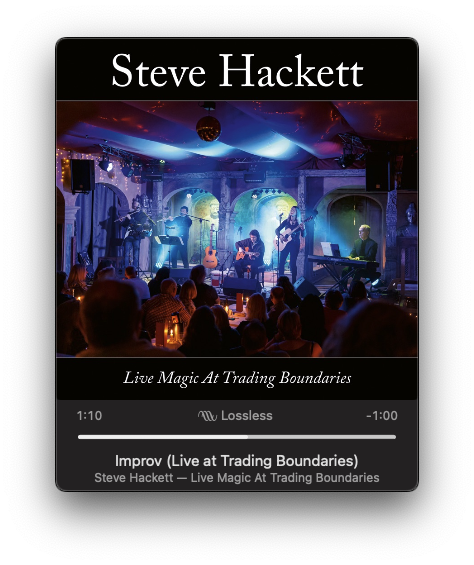 Steve Hackett
Live Magic At Trading Boundaries
1:10 Lossless -1:00
Improv (Live at Trading Boundaries)
Steve Hackett — Live Magic At Trading Boundaries